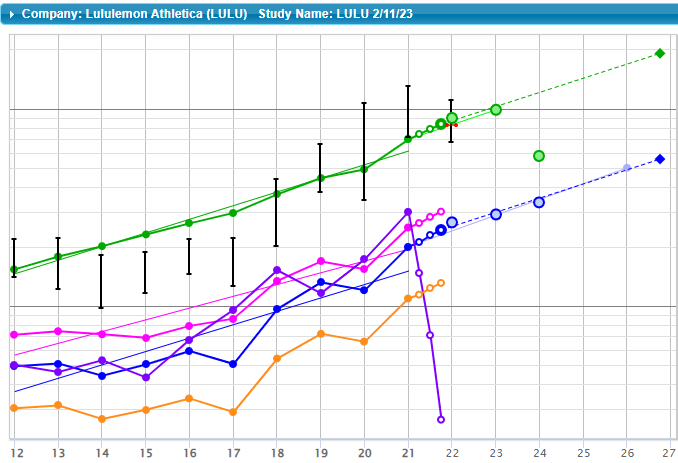 Company: Lululemon Athletica (LULU) Study Name: LULU 2/11/23
12 13 14 15 16 17 18 19 20 21 22 23 24 25 26 27